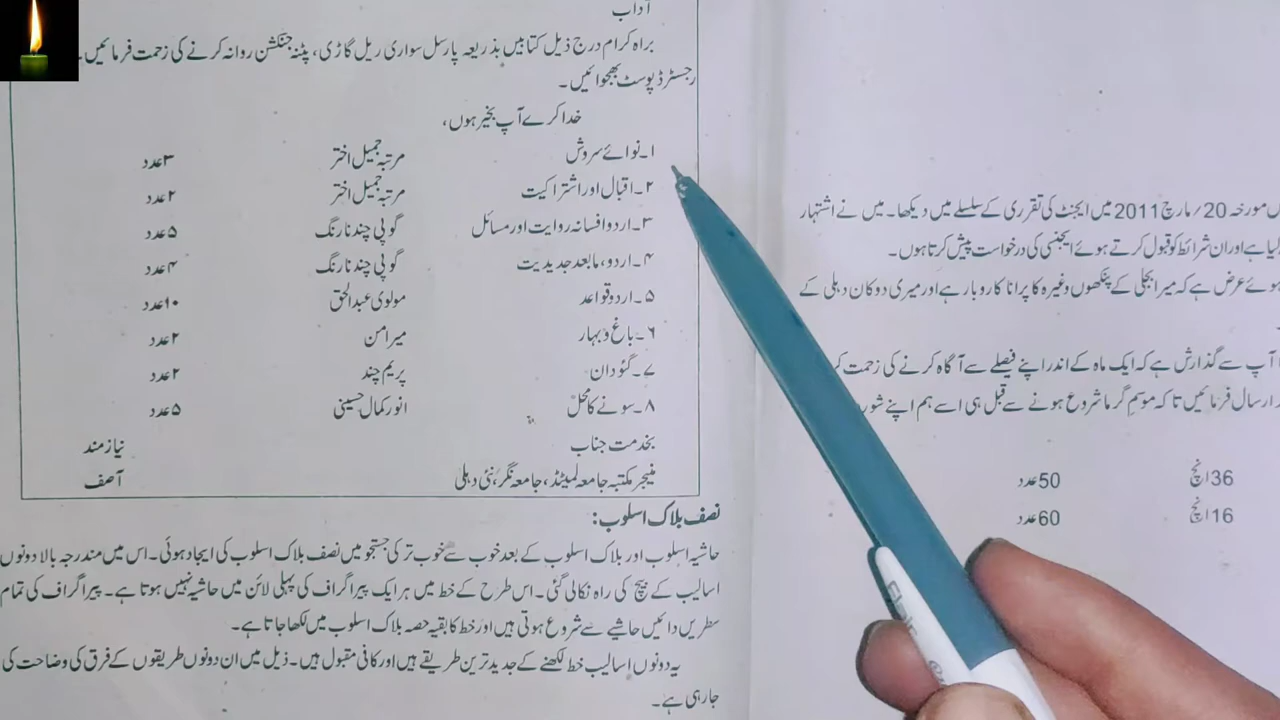 آداب
براہ کرام درج ذیل کتابیں بذریعہ پارسل سواری ریل گاڑی، پٹنہ جنکشن روانہ کرنے کی زحمت فرمائیں۔
رجسٹرڈ پوسٹ بھجوائیں۔
خدا کرے آپ بخیر ہوں،
۱۔نوائے سروش مرتبہ جمیل اختر ۳عدد
۲۔اقبال اور اشتراکیت مرتبہ جمیل اختر ۲عدد
۳۔اردو افسانہ روایت اور مسائل گوپی چند نارنگ ۵عدد
۴۔اردو، مابعد جدیدیت گوپی چند نارنگ ۴عدد
۵۔اردو قواعد مولوی عبدالحق ۱۰عدد
۶۔باغ و بہار میرامن ۲عدد
۷۔گئودان پریم چند ۲عدد
۸۔سونے کا محل انور کمال حسینی ۵عدد
بخدمت جناب نیازمند
منیجر مکتبہ جامعہ لمیٹڈ، جامعہ نگر، نئی دہلی آصف
نصف بلاک اسلوب:
حاشیہ اسلوب اور بلاک اسلوب کے بعد خوب سے خوب تر کی جستجو میں نصف بلاک اسلوب کی ایجاد ہوئی۔اس میں مندرجہ بالا دونوں
اسالیب کے بیچ کی راہ نکالی گئی۔اس طرح کے خط میں ہر ایک پیراگراف کی پہلی لائن میں حاشیہ نہیں ہوتا ہے۔پیراگراف کی تمام
سطریں دائیں حاشیے سے شروع ہوتی ہیں اور خط کا بقیہ حصہ بلاک اسلوب میں لکھا جاتا ہے۔
یہ دونوں اسالیب خط لکھنے کے جدید ترین طریقے ہیں اور کافی مقبول ہیں۔ذیل میں ان دونوں طریقوں کے فرق کی وضاحت کی
جارہی ہے۔
مورخہ 20/مارچ 2011 میں ایجنٹ کی تقرری کے سلسلے میں دیکھا۔میں نے اشتہار
کیا ہے اور ان شرائط کو قبول کرتے ہوئے ایجنسی کی درخواست پیش کرتا ہوں۔
ہوئے عرض ہے کہ میرا بجلی کے پنکھوں وغیرہ کا پرانا کاروبار ہے اور میری دوکان دہلی کے
آپ سے گذارش ہے کہ ایک ماہ کے اندر اپنے فیصلے سے آگاہ کرنے کی زحمت
ارسال فرمائیں تاکہ موسم گرما شروع ہونے سے قبل ہی اسے ہم اپنے
36انچ 50عدد
16انچ 60عدد
Flair